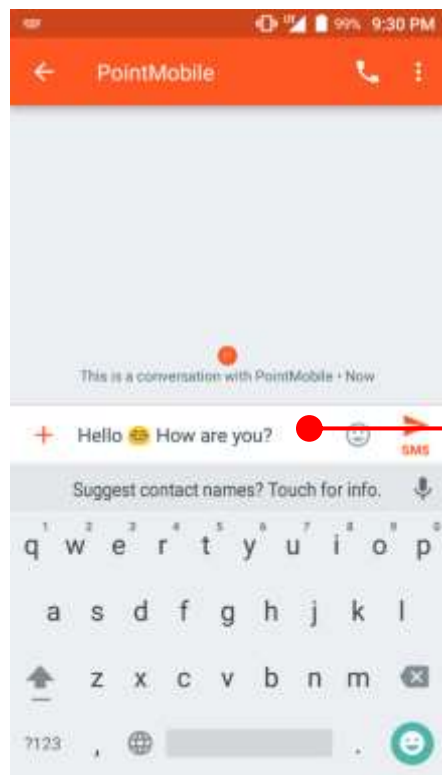 99% 9:30 PM
PointMobile
This is a conversation with PointMobile • Now
Hello 😂 How are you?
SMS
Suggest contact names? Touch for info.
1 2 3 4 5 6 7 8 9 0
q w e r t y u i o p
a s d f g h j k l
z x c v b n m
?123 , .